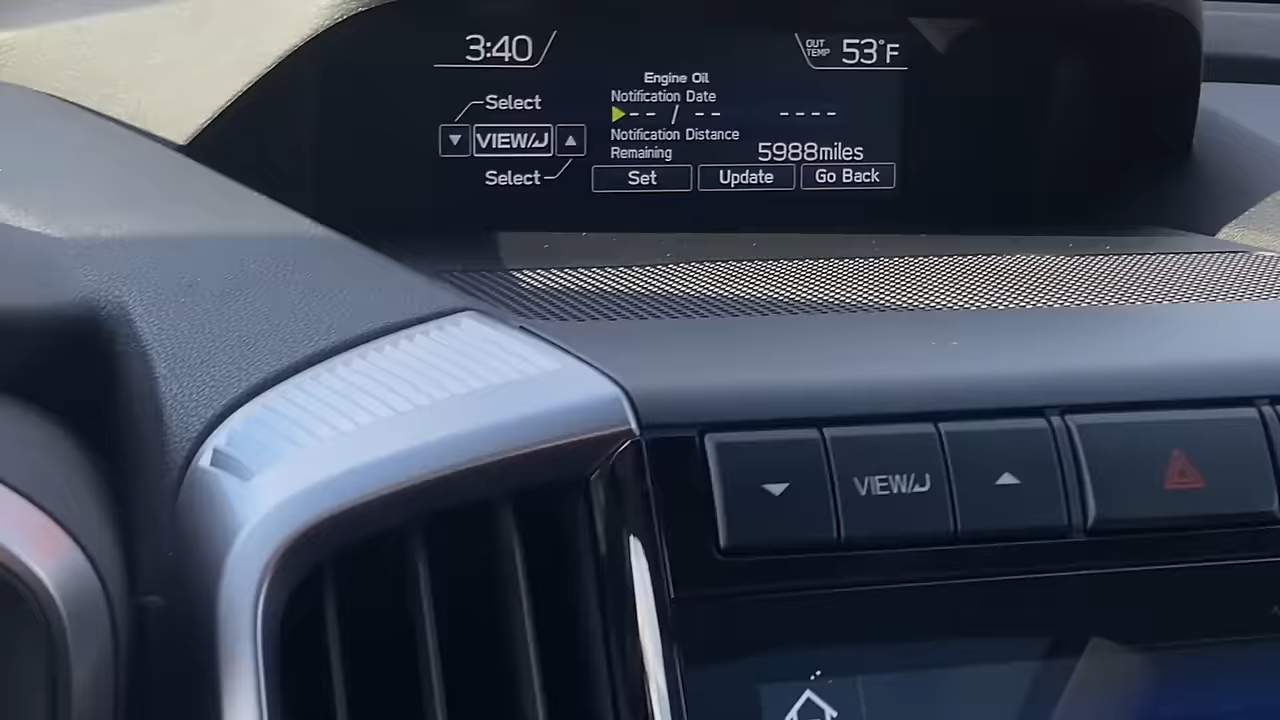 3:40
OUT
TEMP 53°F
Engine Oil
Select
Notification Date
-- / -- ----
▼ VIEW/↲ ▲
Notification Distance
Remaining 5988miles
Select
Set Update Go Back
VIEW/↲